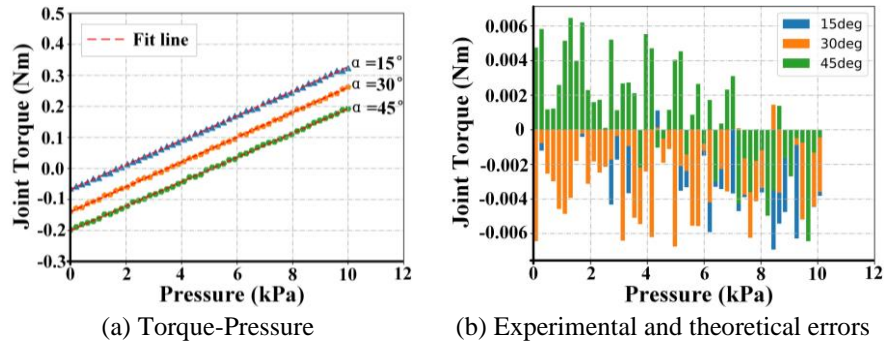 0.5
0.4
0.3
0.2
0.1
0.0
-0.1
-0.2
-0.3
Joint Torque (Nm)
Fit line
α =15°
α =30°
α =45°
0 2 4 6 8 10 12
Pressure (kPa)
(a) Torque-Pressure
0.006
0.004
0.002
0
-0.002
-0.004
-0.006
Joint Torque (Nm)
15deg
30deg
45deg
0 2 4 6 8 10 12
Pressure (kPa)
(b) Experimental and theoretical errors